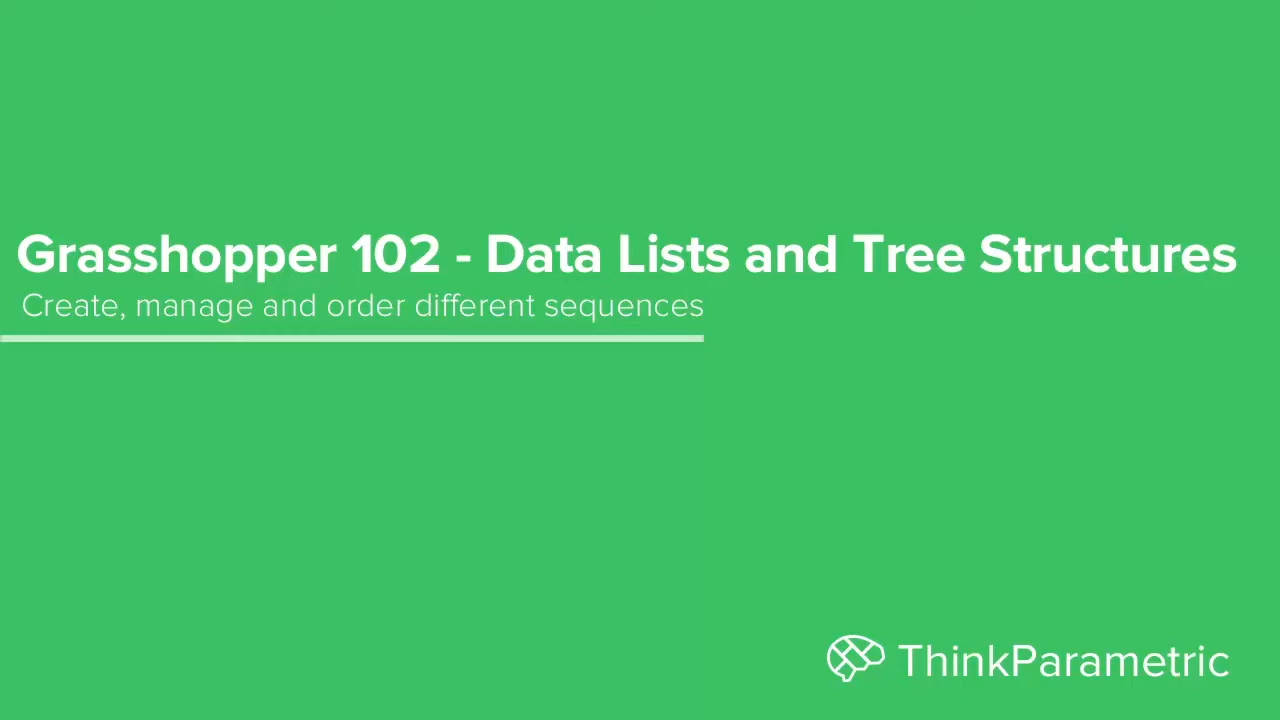 Grasshopper 102 - Data Lists and Tree Structures
Create, manage and order different sequences
ThinkParametric